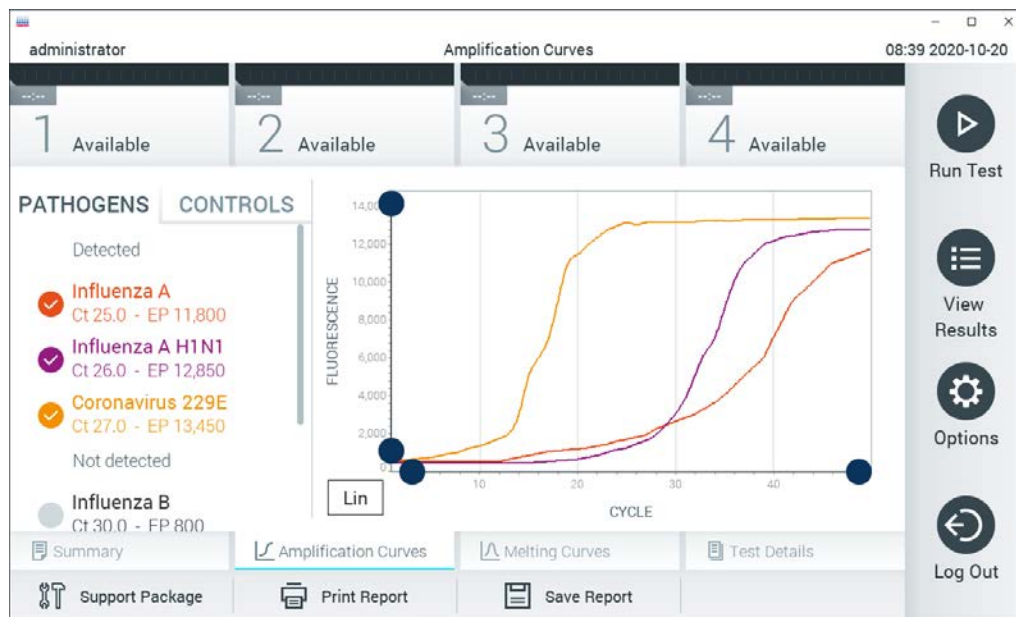 administrator
Amplification Curves
08:39 2020-10-20
--:--
1 Available
--:--
2 Available
--:--
3 Available
--:--
4 Available
Run Test
View
Results
Options
Log Out
PATHOGENS
CONTROLS
Detected
Influenza A
Ct 25.0 - EP 11,800
Influenza A H1N1
Ct 26.0 - EP 12,850
Coronavirus 229E
Ct 27.0 - EP 13,450
Not detected
Influenza B
Ct 30.0 - EP 800
FLUORESCENCE
14,00
12,000
10,000
8,000
6,000
4,000
2,000
0
10
20
30
40
CYCLE
Lin
Summary
Amplification Curves
Melting Curves
Test Details
Support Package
Print Report
Save Report